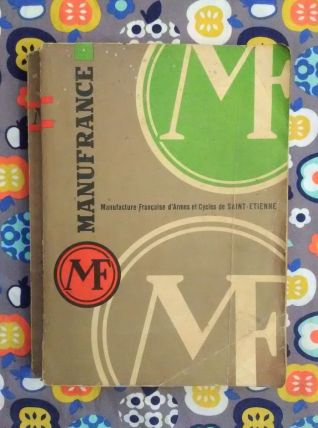 MANUFRANCE
MF
Manufacture Française d'Armes et Cycles de SAINT-ETIENNE
MF
MF